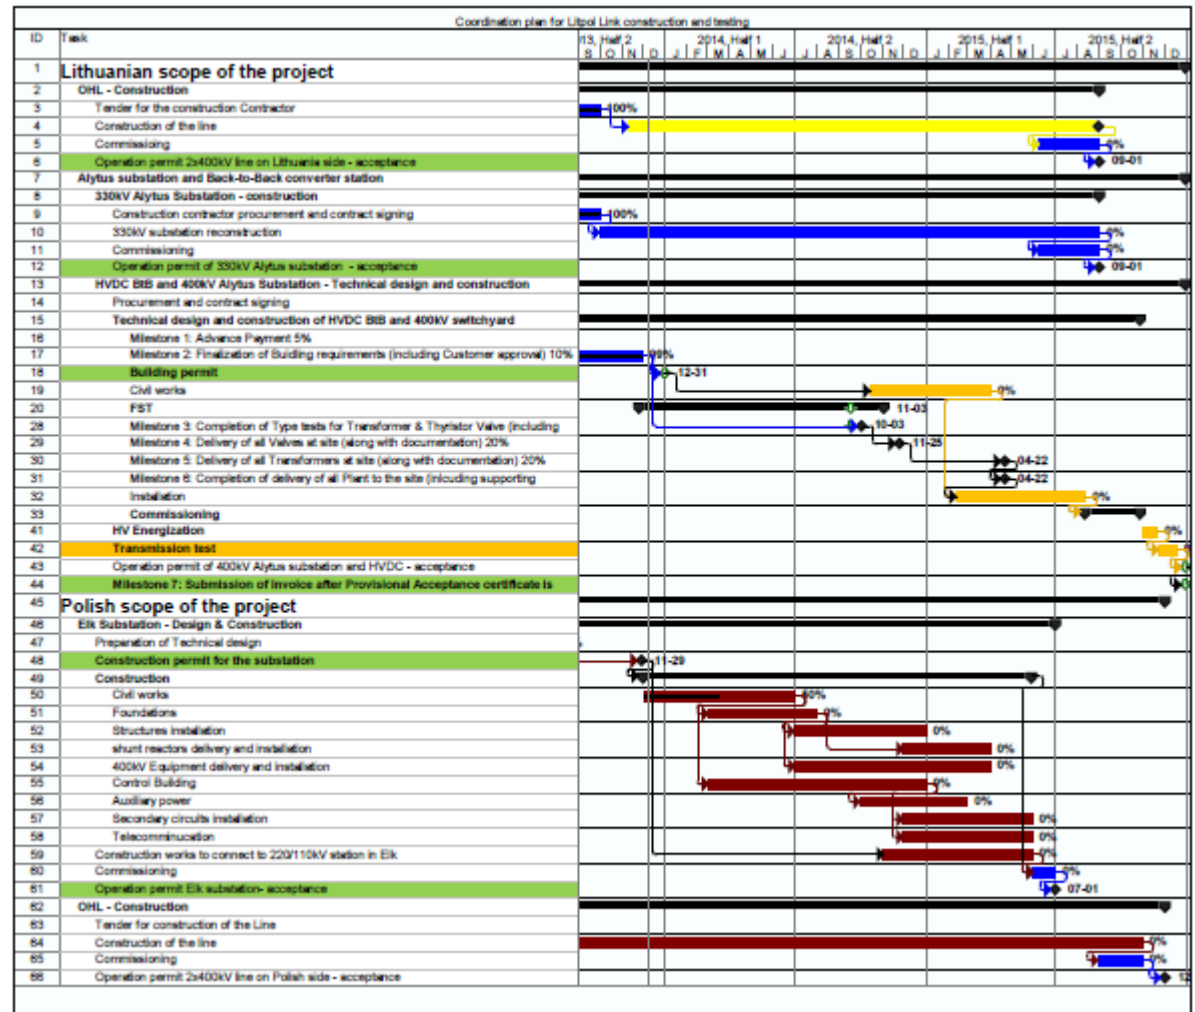 Coordination plan for Litpol Link construction and testing
ID Task 2014, Half 1 2014, Half 2 2015, Half 1 2015, Half 2
S O N D J F M A M J J A S O N D J F M A M J J A S O N D
1 Lithuanian scope of the project
2 OHL - Construction
3 Tender for the construction Contractor 100%
4 Construction of the line
5 Commissioing 0%
6 Operation permit 2x400kV line on Lithuania side - acceptance 09-01
7 Alytus substation and Back-to-Back converter station
8 330kV Alytus Substation - construction
9 Construction contractor procurement and contract signing 100%
10 330kV substation reconstruction 0%
11 Commissioning 0%
12 Operation permit of 330kV Alytus substation - acceptance 09-01
13 HVDC BtB and 400kV Alytus Substation - Technical design and construction
14 Procurement and contract signing
15 Technical design and construction of HVDC BtB and 400kV switchyard
16 Milestone 1: Advance Payment 5%
17 Milestone 2: Finalization of Buiding requirements (including Customer approval) 10% 99%
18 Building permit 12-31
19 Civil works 0%
20 FST 11-03
28 Milestone 3: Completion of Type tests for Transformer & Thyristor Valve (including 10-03
29 Milestone 4: Delivery of all Valves at site (along with documentation) 20% 11-25
30 Milestone 5: Delivery of all Transformers at site (along with documentation) 20% 04-22
31 Milestone 6: Completion of delivery of all Plant to the site (inlcuding supporting 04-22
32 Installation 0%
33 Commissioning
41 HV Energization 0%
42 Transmission test
43 Operation permit of 400kV Alytus substation and HVDC - acceptance
44 Milestone 7: Submission of Invoice after Provisional Acceptance certificate is
45 Polish scope of the project
46 Elk Substation - Design & Construction
47 Preparation of Technical design
48 Construction permit for the substation 11-29
49 Construction
50 Civil works 50%
51 Foundations 0%
52 Structures installation 0%
53 shunt reactors delivery and installation 0%
54 400kV Equipment delivery and installation 0%
55 Control Building 0%
56 Auxiliary power 0%
57 Secondary circuits installation 0%
58 Telecomminucation 0%
59 Construction works to connect to 220/110kV station in Elk 0%
60 Commissioning 0%
61 Operation permit Elk substation- acceptance 07-01
62 OHL - Construction
63 Tender for construction of the Line
64 Construction of the line 0%
65 Commissioning 0%
66 Operation permit 2x400kV line on Polish side - acceptance 12